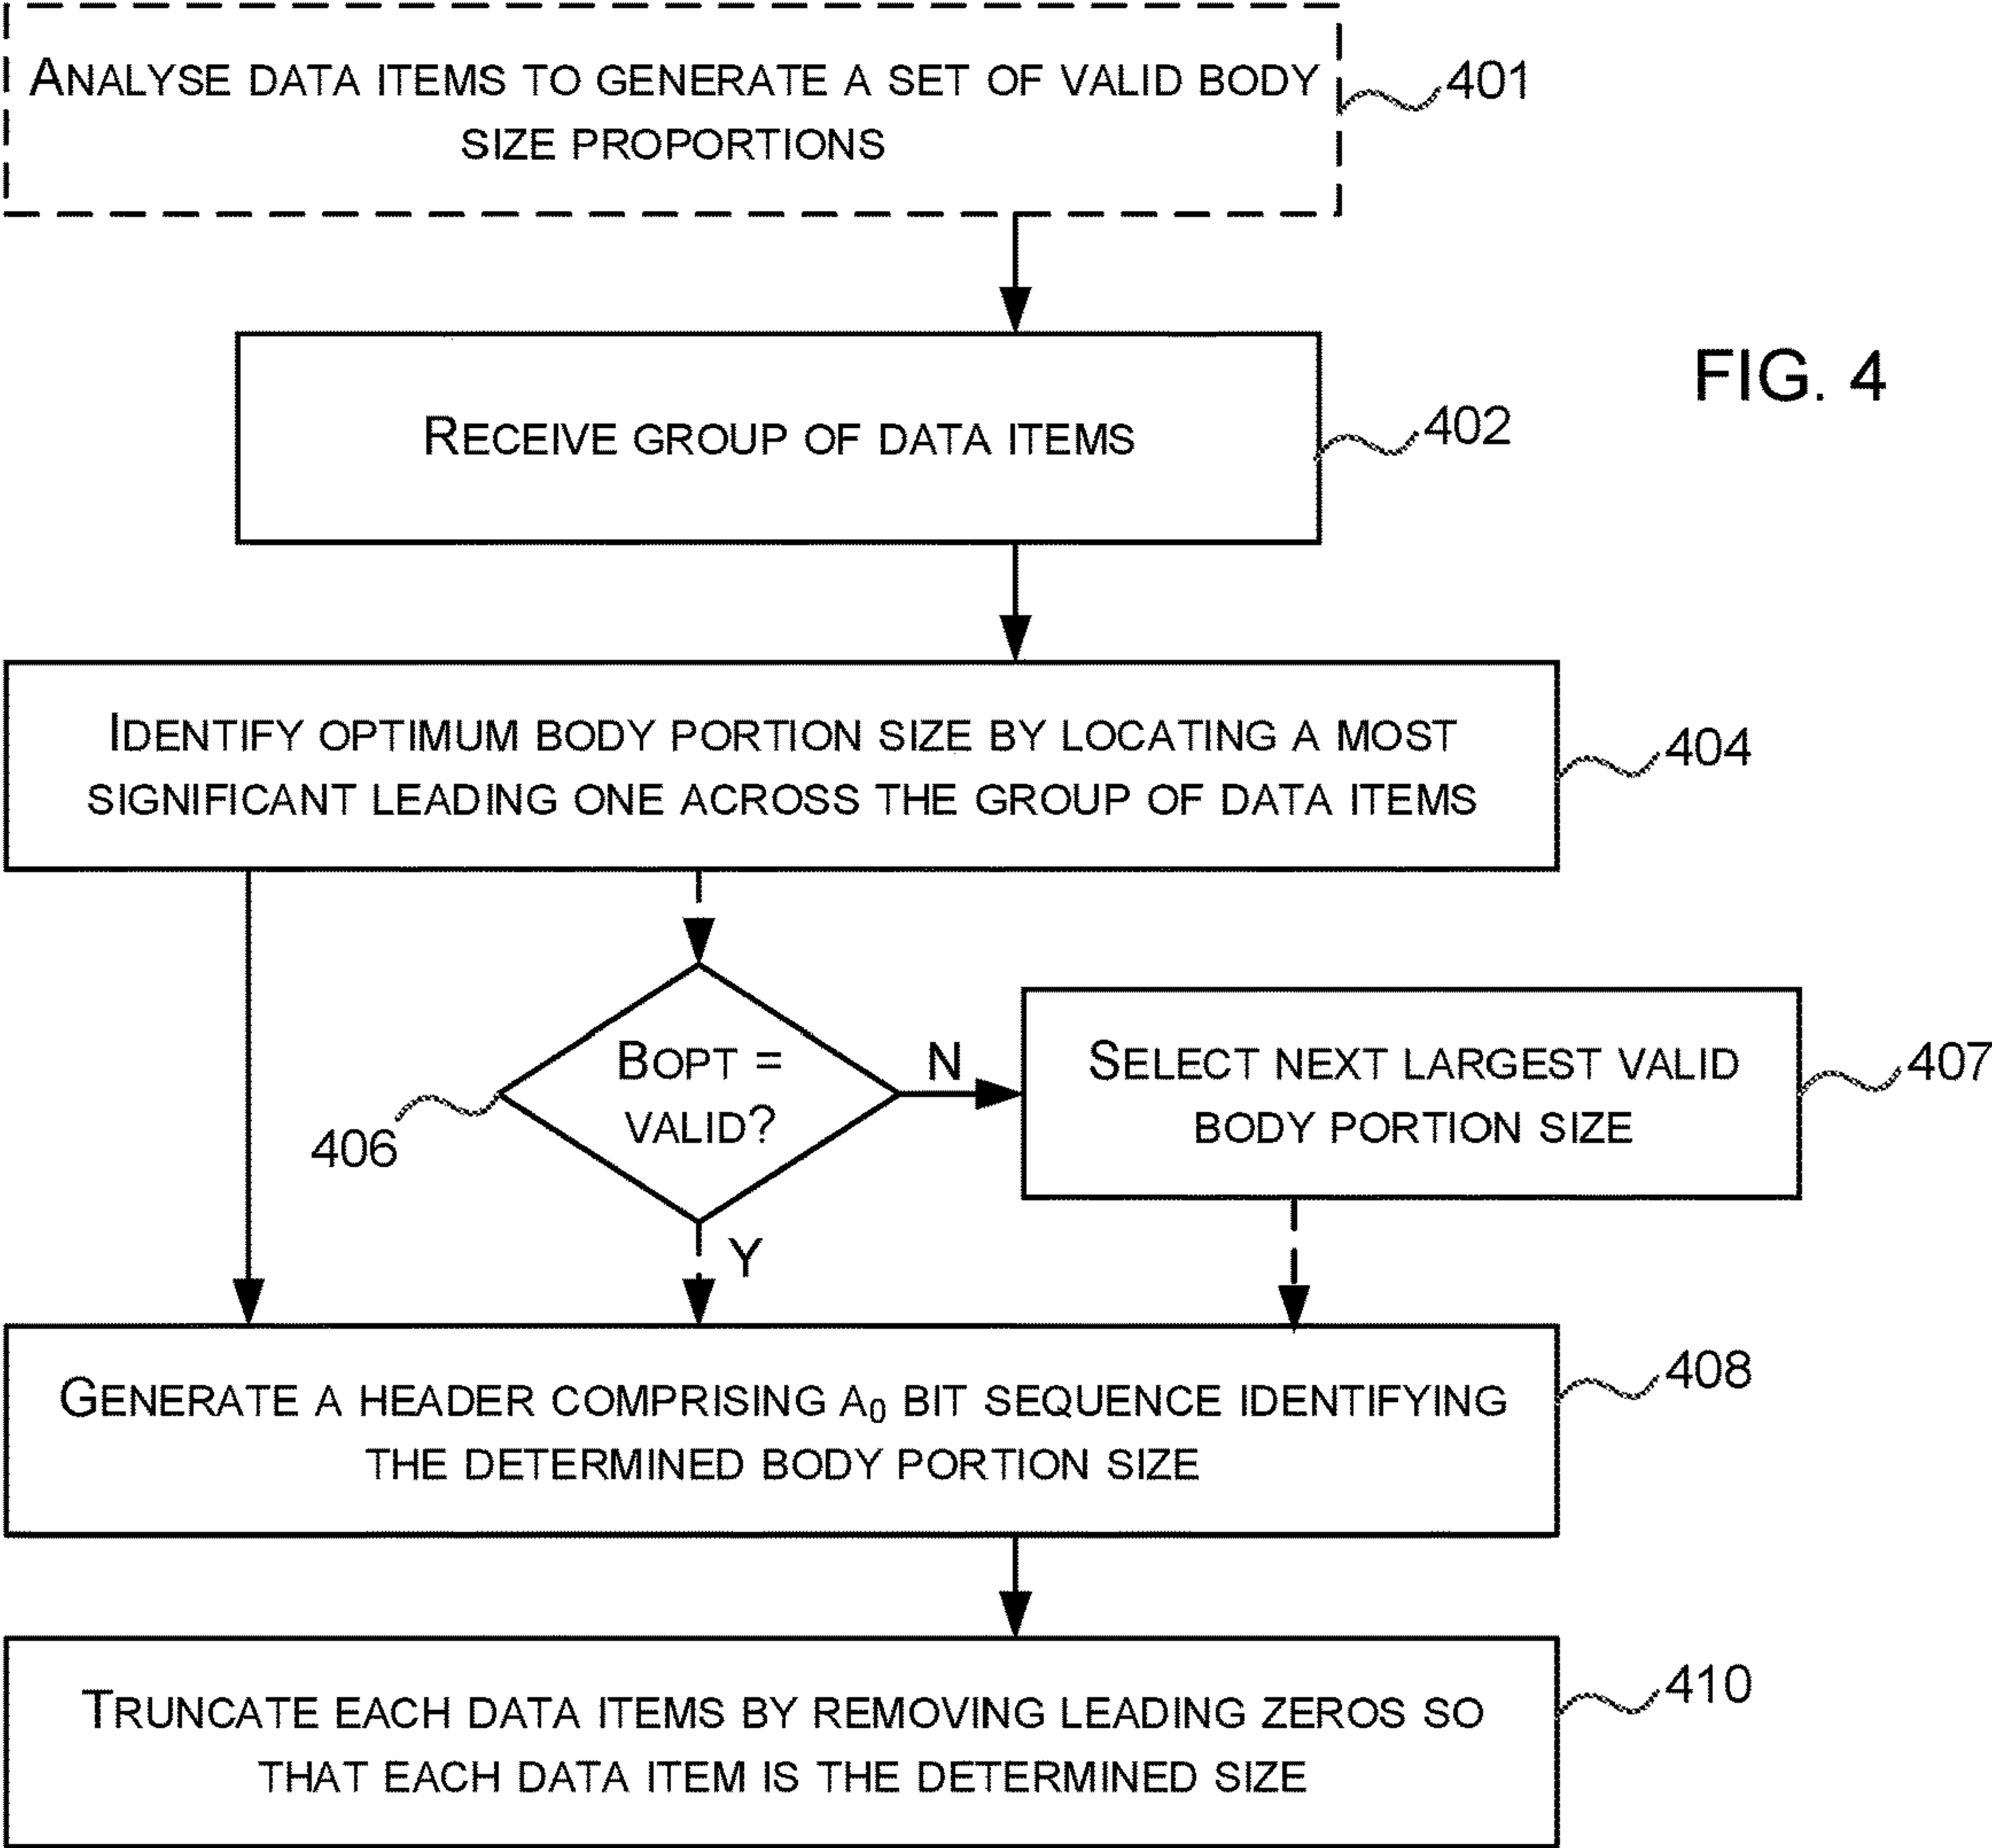 ANALYSE DATA ITEMS TO GENERATE A SET OF VALID BODY
SIZE PROPORTIONS
401
RECEIVE GROUP OF DATA ITEMS
402
FIG. 4
IDENTIFY OPTIMUM BODY PORTION SIZE BY LOCATING A MOST
SIGNIFICANT LEADING ONE ACROSS THE GROUP OF DATA ITEMS
404
BOPT =
VALID?
406
N
SELECT NEXT LARGEST VALID
BODY PORTION SIZE
407
Y
GENERATE A HEADER COMPRISING A₀ BIT SEQUENCE IDENTIFYING
THE DETERMINED BODY PORTION SIZE
408
TRUNCATE EACH DATA ITEMS BY REMOVING LEADING ZEROS SO
THAT EACH DATA ITEM IS THE DETERMINED SIZE
410